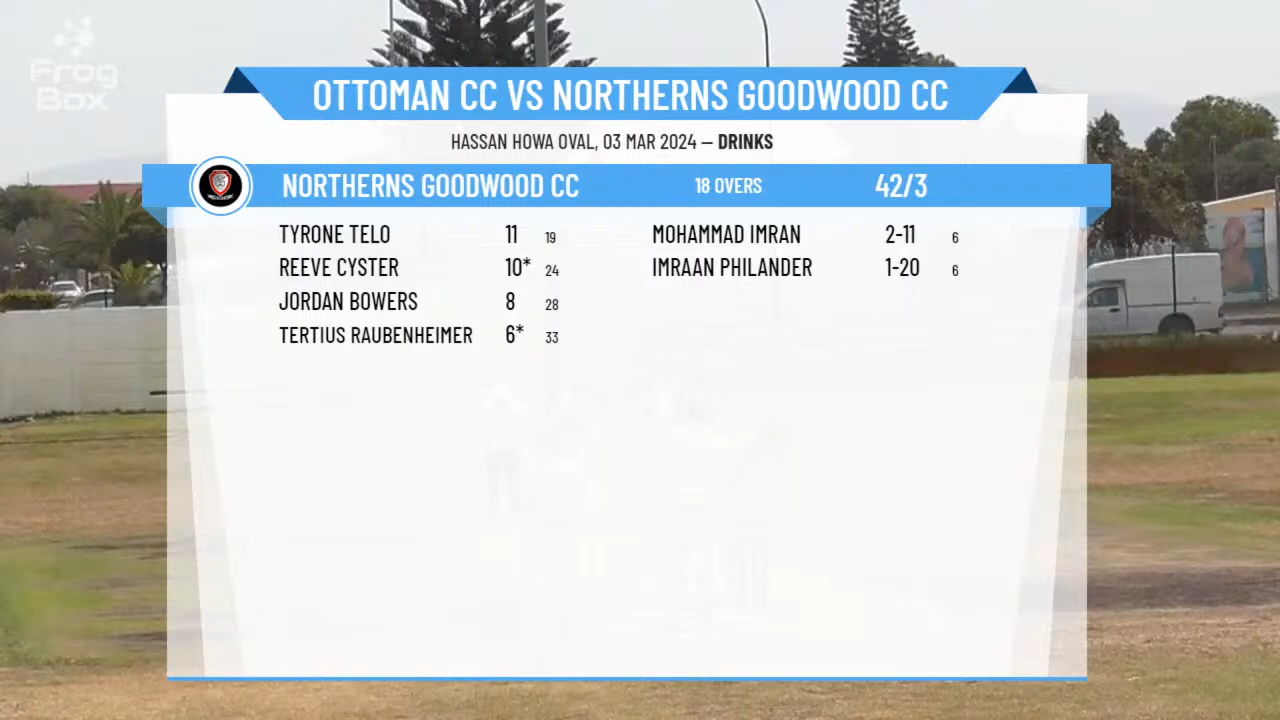 Frog
Box
OTTOMAN CC VS NORTHERNS GOODWOOD CC
HASSAN HOWA OVAL, 03 MAR 2024 — DRINKS
NORTHERNS GOODWOOD CC 18 OVERS 42/3
TYRONE TELO 11 19 MOHAMMAD IMRAN 2-11 6
REEVE CYSTER 10* 24 IMRAAN PHILANDER 1-20 6
JORDAN BOWERS 8 28
TERTIUS RAUBENHEIMER 6* 33